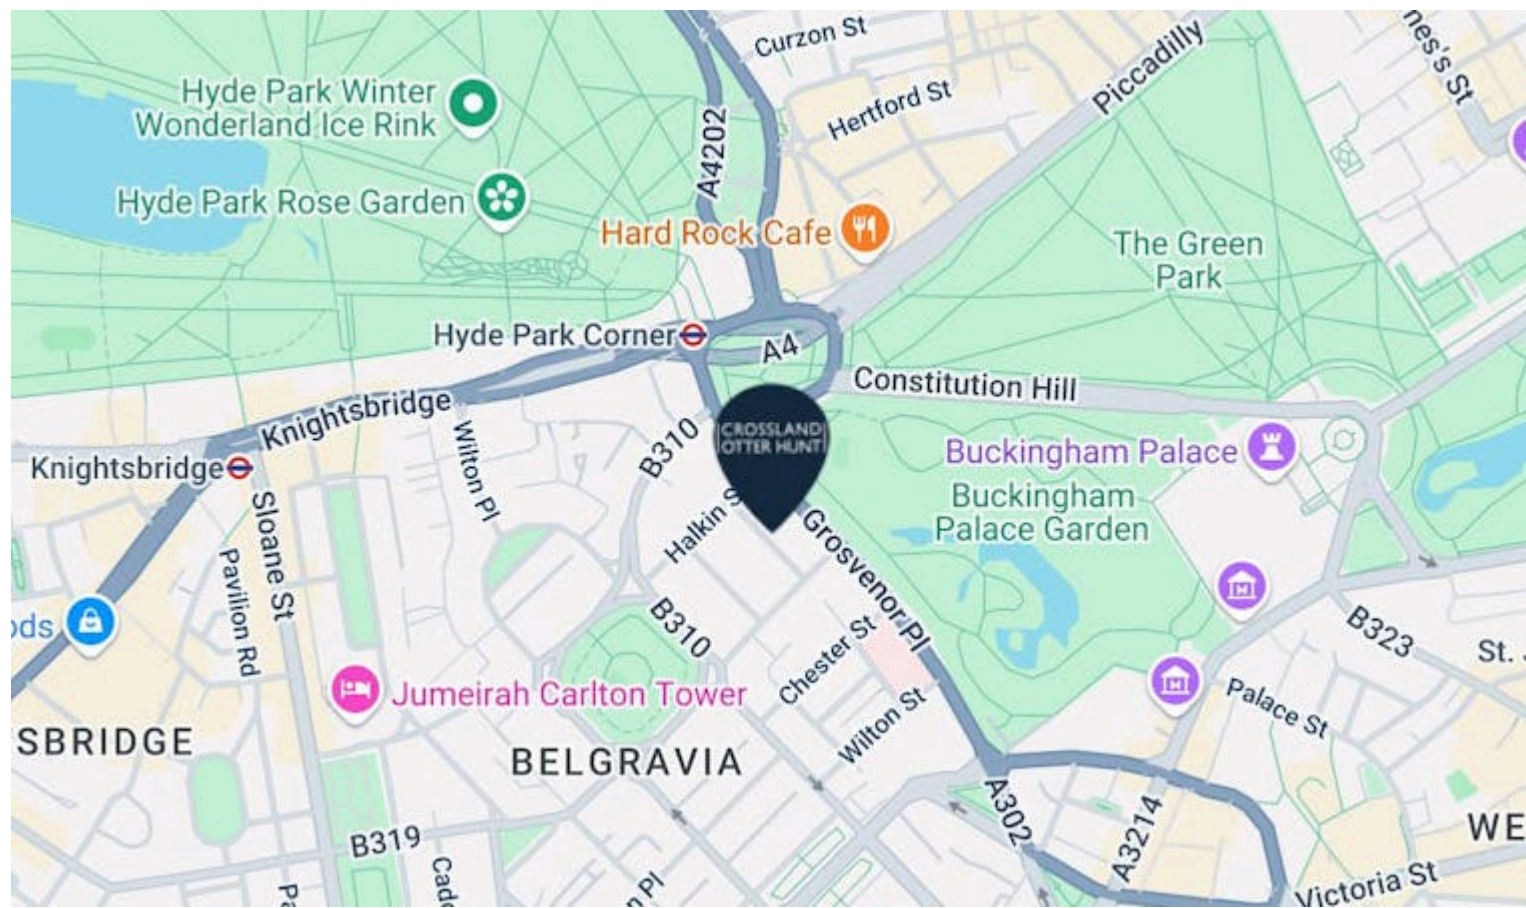 Curzon St
Piccadilly
Hyde Park Winter
Wonderland Ice Rink
A4202
Hertford St
Hyde Park Rose Garden
Hard Rock Cafe
The Green
Park
Hyde Park Corner
A4
Constitution Hill
Knightsbridge
CROSSLAND
OTTER HUNT
Knightsbridge
Wilton Pl
B310
Buckingham Palace
Buckingham
Palace Garden
Sloane St
Halkin S
Grosvenor Pl
Pavilion Rd
B310
Chester St
B323
St.
Jumeirah Carlton Tower
Palace St
Wilton St
SBRIDGE
BELGRAVIA
A302
A3214
WE
B319
Victoria St